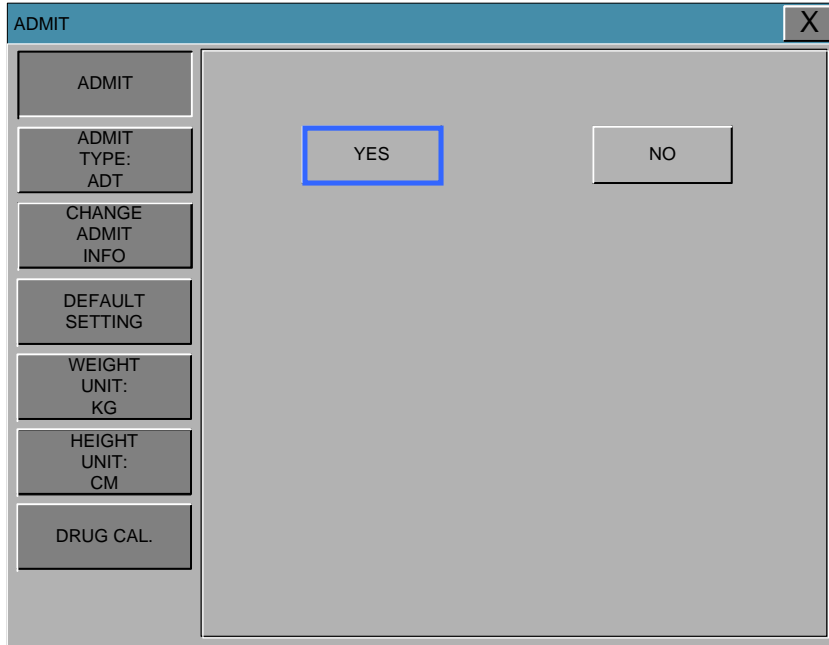 ADMIT
X
ADMIT
ADMIT
TYPE:
ADT
CHANGE
ADMIT
INFO
DEFAULT
SETTING
WEIGHT
UNIT:
KG
HEIGHT
UNIT:
CM
DRUG CAL.
YES
NO